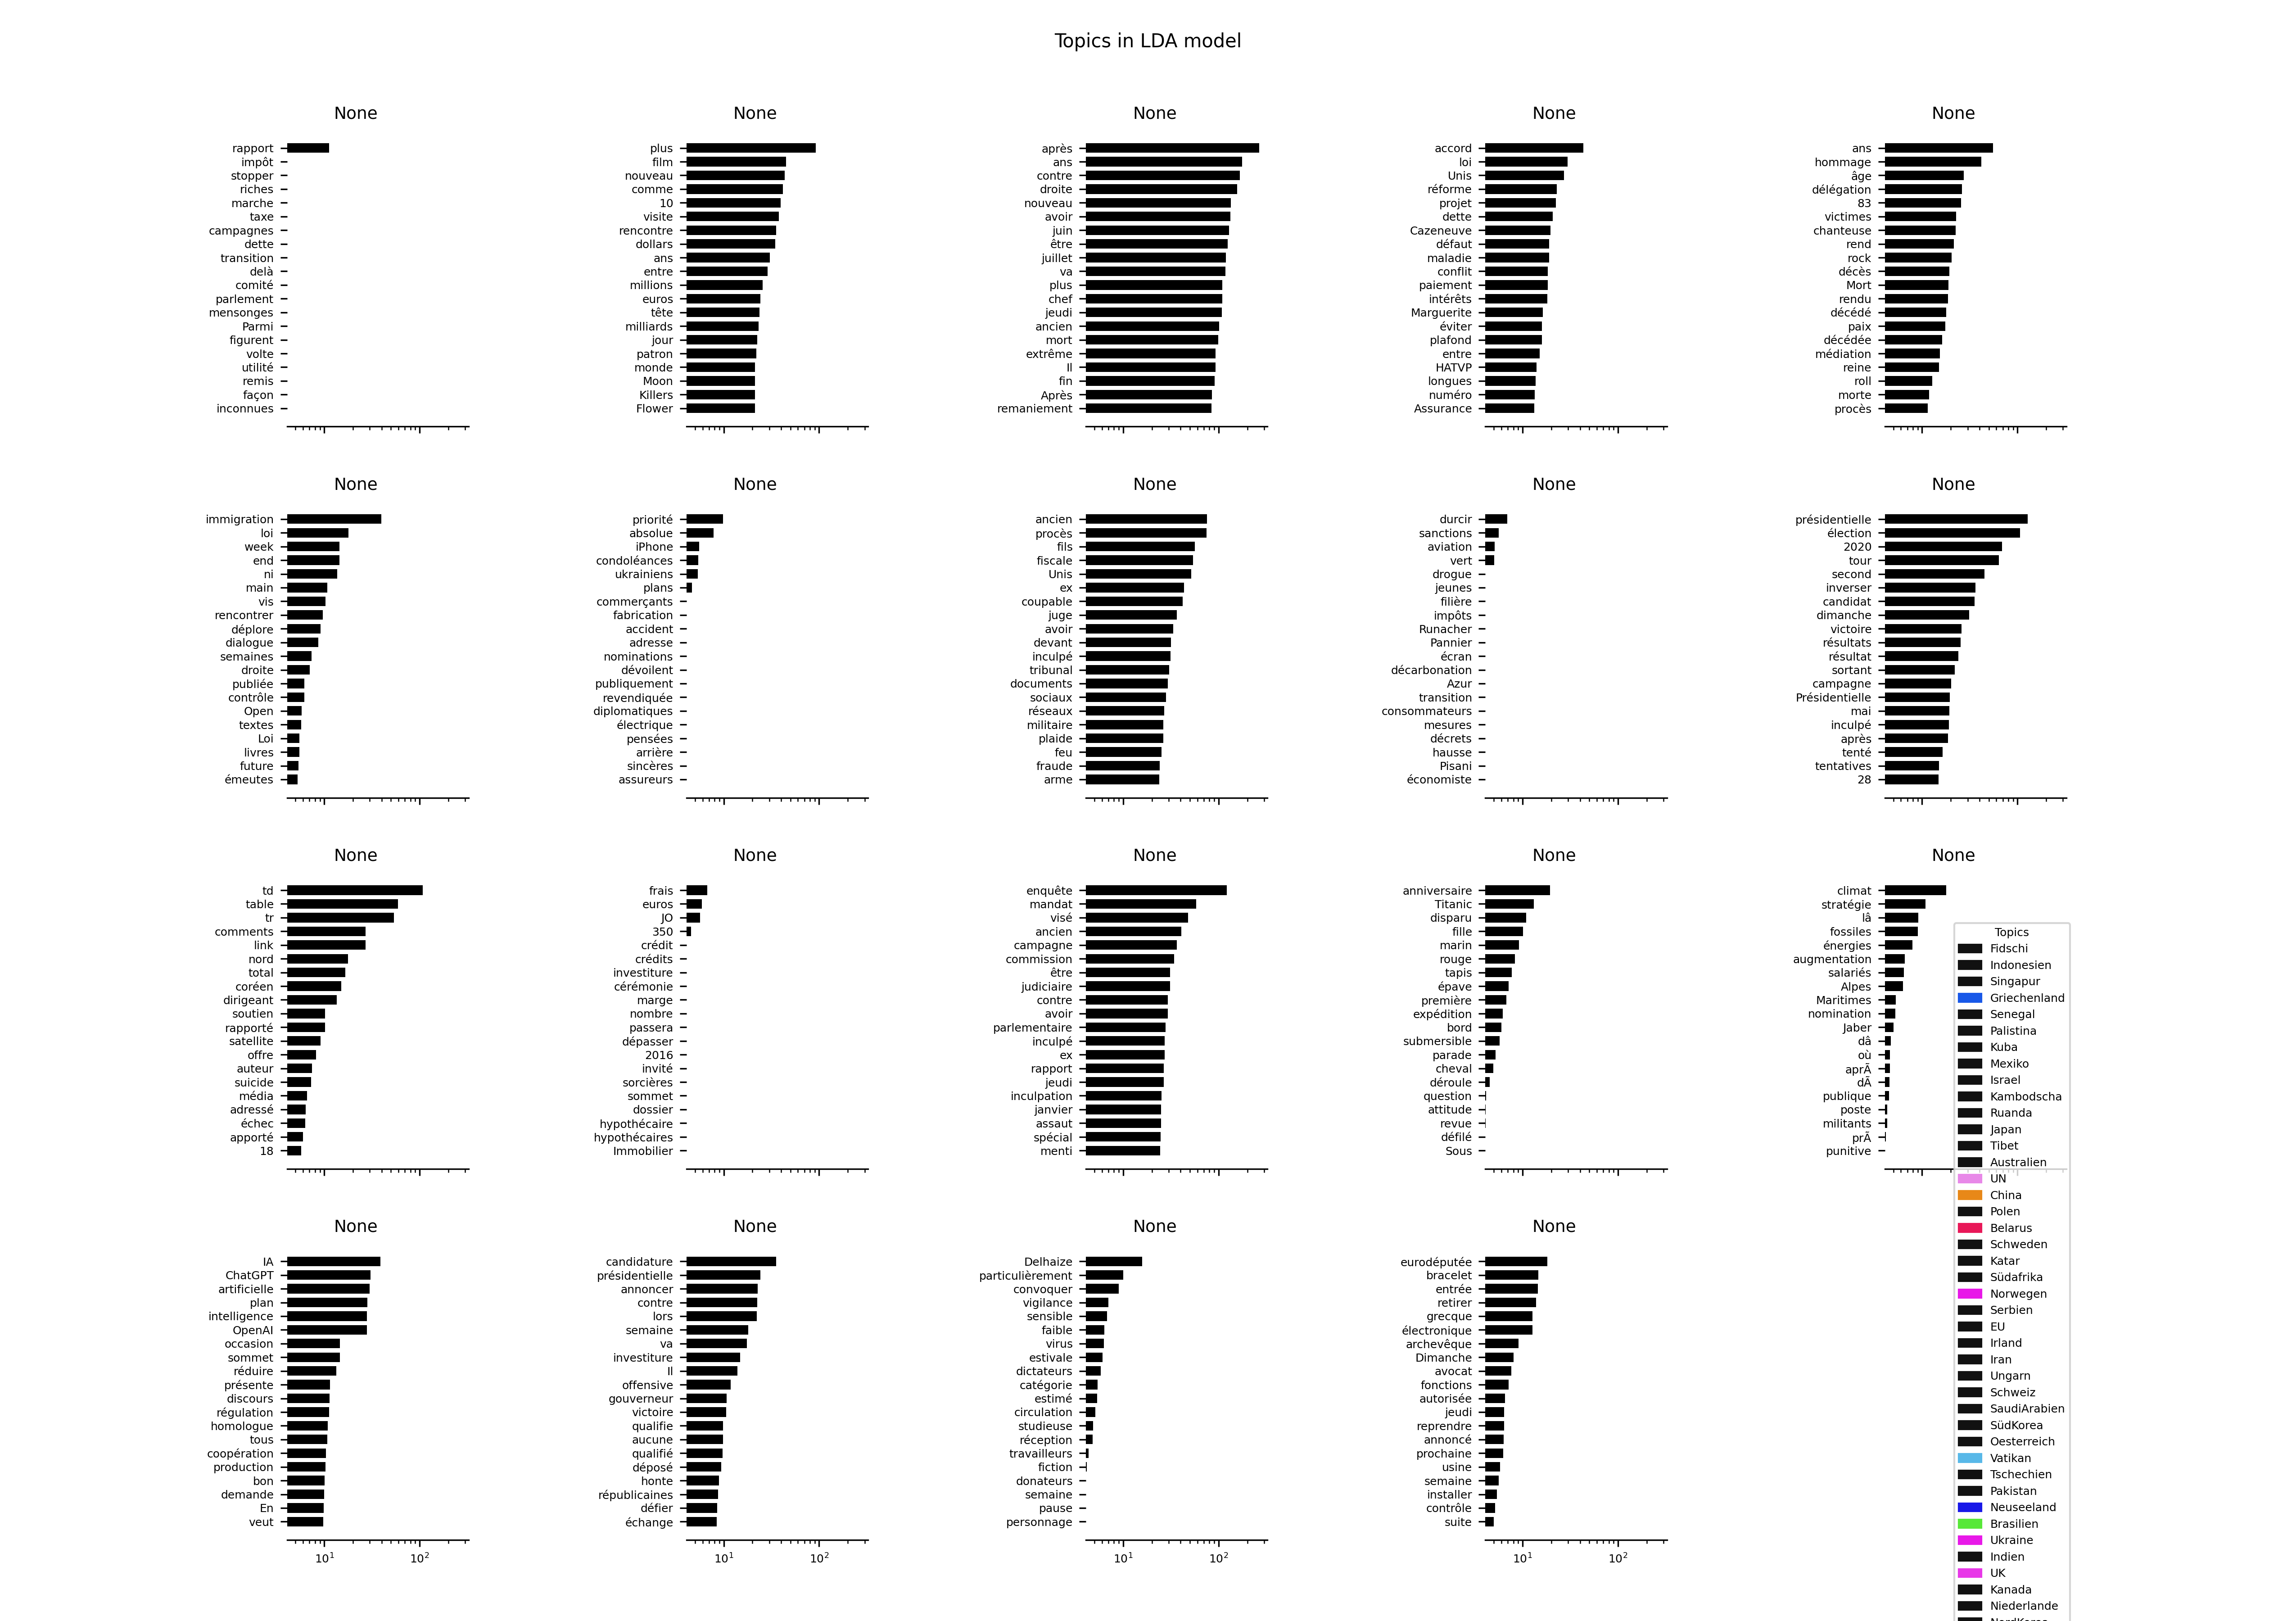 Topics in LDA model
None
rapport
impôt
stopper
riches
marche
taxe
campagnes
dette
transition
delà
comité
parlement
mensonges
Parmi
figurent
volte
utilité
remis
façon
inconnues
None
plus
film
nouveau
comme
10
visite
rencontre
dollars
ans
entre
millions
euros
tête
milliards
jour
patron
monde
Moon
Killers
Flower
None
après
ans
contre
droite
nouveau
avoir
juin
être
juillet
va
plus
chef
jeudi
ancien
mort
extrême
Il
fin
Après
remaniement
None
accord
loi
Unis
réforme
projet
dette
Cazeneuve
défaut
maladie
conflit
paiement
intérêts
Marguerite
éviter
plafond
entre
HATVP
longues
numéro
Assurance
None
ans
hommage
âge
délégation
83
victimes
chanteuse
rend
rock
décès
Mort
rendu
décédé
paix
décédée
médiation
reine
roll
morte
procès
None
immigration
loi
week
end
ni
main
vis
rencontrer
déplore
dialogue
semaines
droite
publiée
contrôle
Open
textes
Loi
livres
future
émeutes
None
priorité
absolue
iPhone
condoléances
ukrainiens
plans
commerçants
fabrication
accident
adresse
nominations
dévoilent
publiquement
revendiquée
diplomatiques
électrique
pensées
arrière
sincères
assureurs
None
ancien
procès
fils
fiscale
Unis
ex
coupable
juge
avoir
devant
inculpé
tribunal
documents
sociaux
réseaux
militaire
plaide
feu
fraude
arme
None
durcir
sanctions
aviation
vert
drogue
jeunes
filière
impôts
Runacher
Pannier
écran
décarbonation
Azur
transition
consommateurs
mesures
décrets
hausse
Pisani
économiste
None
présidentielle
élection
2020
tour
second
inverser
candidat
dimanche
victoire
résultats
résultat
sortant
campagne
Présidentielle
mai
inculpé
après
tenté
tentatives
28
None
td
table
tr
comments
link
nord
total
coréen
dirigeant
soutien
rapporté
satellite
offre
auteur
suicide
média
adressé
échec
apporté
18
None
frais
euros
JO
350
crédit
crédits
investiture
cérémonie
marge
nombre
passera
dépasser
2016
invité
sorcières
sommet
dossier
hypothécaire
hypothécaires
Immobilier
None
enquête
mandat
visé
ancien
campagne
commission
être
judiciaire
contre
avoir
parlementaire
inculpé
ex
rapport
jeudi
inculpation
janvier
assaut
spécial
menti
None
anniversaire
Titanic
disparu
fille
marin
rouge
tapis
épave
première
expédition
bord
submersible
parade
cheval
déroule
question
attitude
revue
défilé
Sous
None
climat
stratégie
lâ
fossiles
énergies
augmentation
salariés
Alpes
Maritimes
nomination
Jaber
dâ
où
aprÃ
dÃ
publique
poste
militants
prÃ
punitive
None
IA
ChatGPT
artificielle
plan
intelligence
OpenAI
occasion
sommet
réduire
présente
discours
régulation
homologue
tous
coopération
production
bon
demande
En
veut
10¹ 10²
None
candidature
présidentielle
annoncer
contre
lors
semaine
va
investiture
Il
offensive
gouverneur
victoire
qualifie
aucune
qualifié
déposé
honte
républicaines
défier
échange
10¹ 10²
None
Delhaize
particulièrement
convoquer
vigilance
sensible
faible
virus
estivale
dictateurs
catégorie
estimé
circulation
studieuse
réception
travailleurs
fiction
donateurs
semaine
pause
personnage
10¹ 10²
None
eurodéputée
bracelet
entrée
retirer
grecque
électronique
archevêque
Dimanche
avocat
fonctions
autorisée
jeudi
reprendre
annoncé
prochaine
usine
semaine
installer
contrôle
suite
10¹ 10²
Topics
Fidschi
Indonesien
Singapur
Griechenland
Senegal
Palistina
Kuba
Mexiko
Israel
Kambodscha
Ruanda
Japan
Tibet
Australien
UN
China
Polen
Belarus
Schweden
Katar
Südafrika
Norwegen
Serbien
EU
Irland
Iran
Ungarn
Schweiz
SaudiArabien
SüdKorea
Oesterreich
Vatikan
Tschechien
Pakistan
Neuseeland
Brasilien
Ukraine
Indien
UK
Kanada
Niederlande